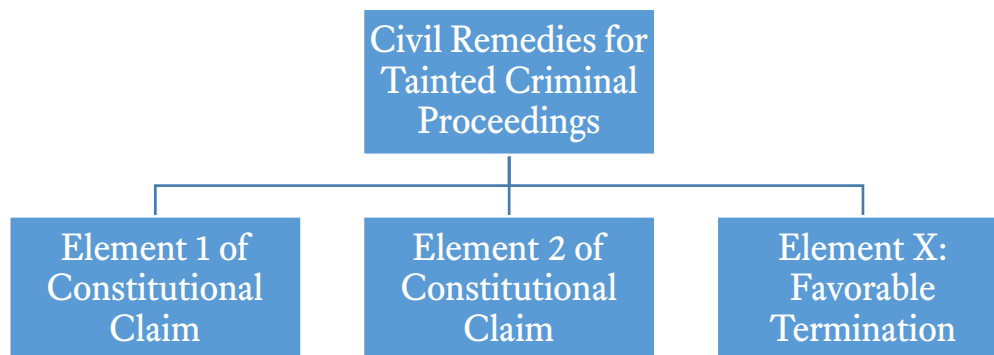 Civil Remedies for
Tainted Criminal
Proceedings
Element 1 of
Constitutional
Claim
Element 2 of
Constitutional
Claim
Element X:
Favorable
Termination